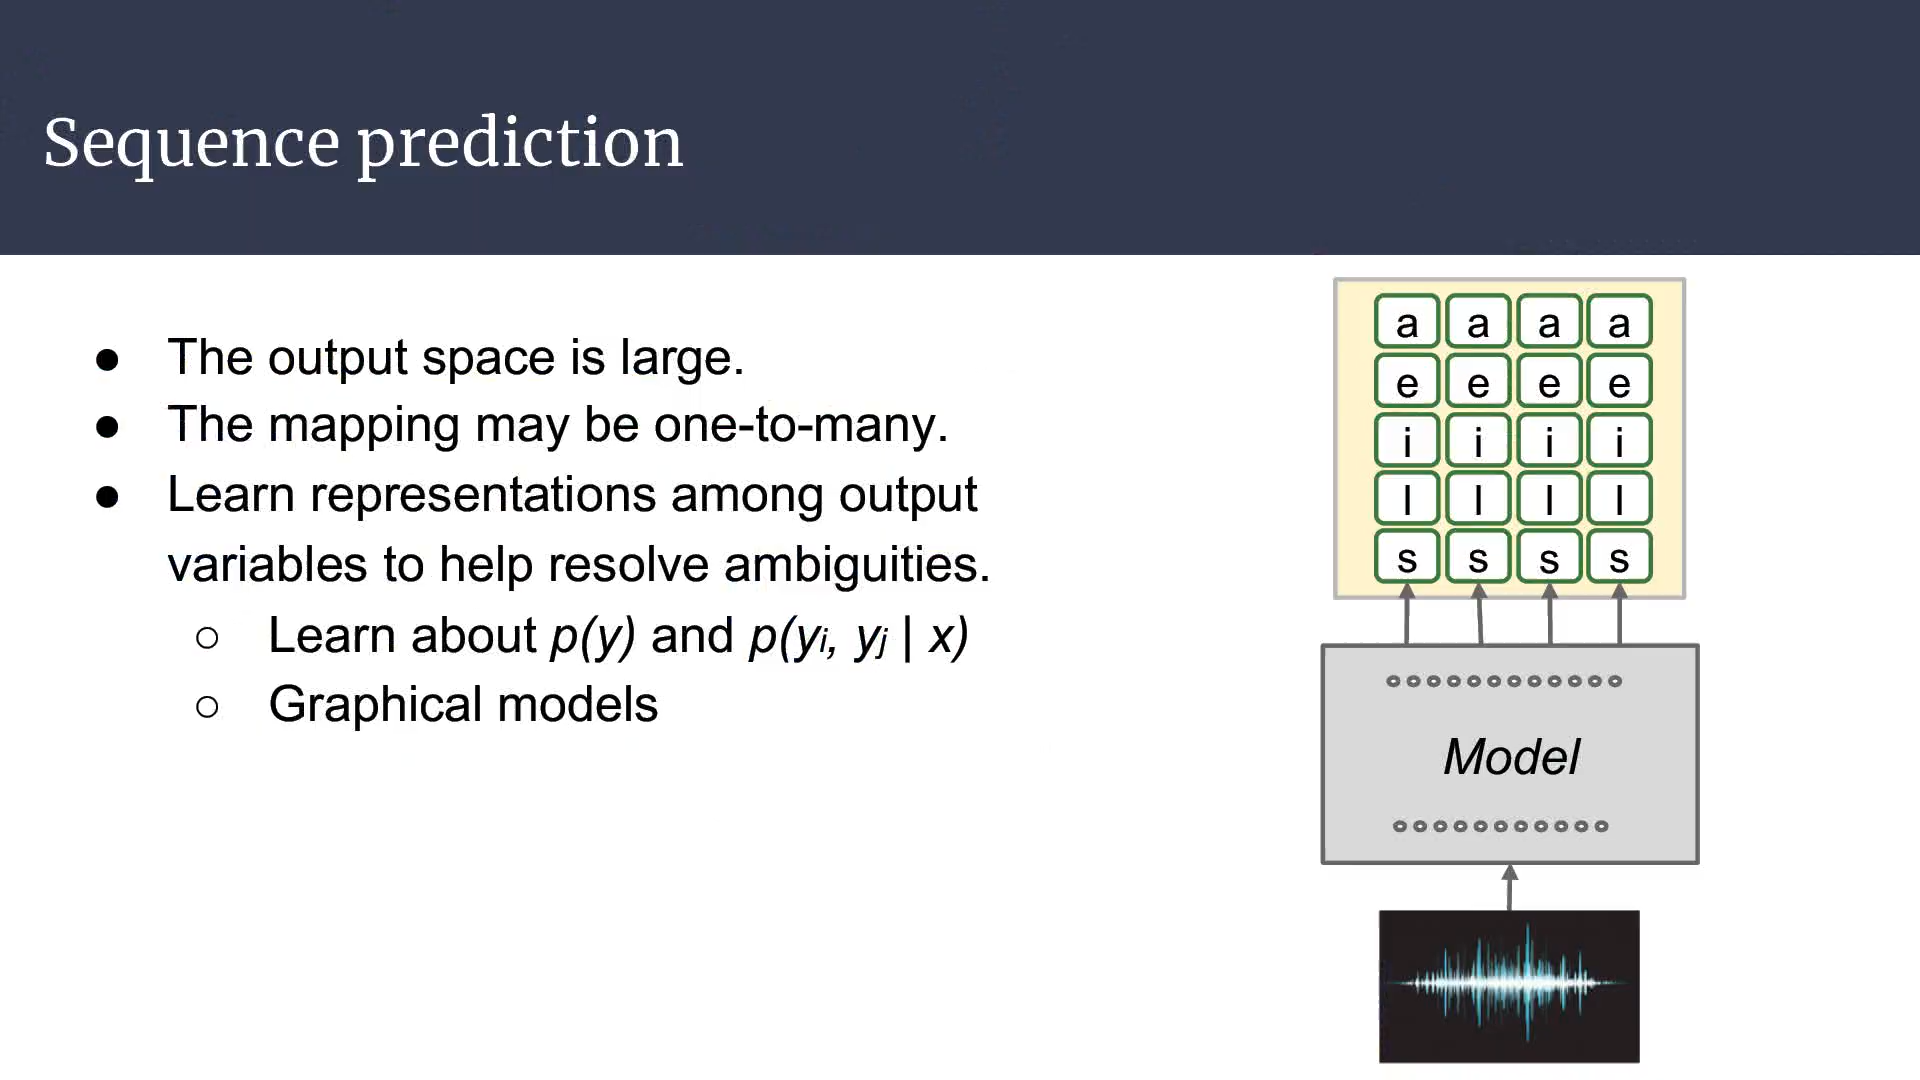 Sequence prediction
● The output space is large.
● The mapping may be one-to-many.
● Learn representations among output
variables to help resolve ambiguities.
○ Learn about p(y) and p(yi, yj | x)
○ Graphical models
a a a a
e e e e
i i i i
l l l l
s s s s
Model